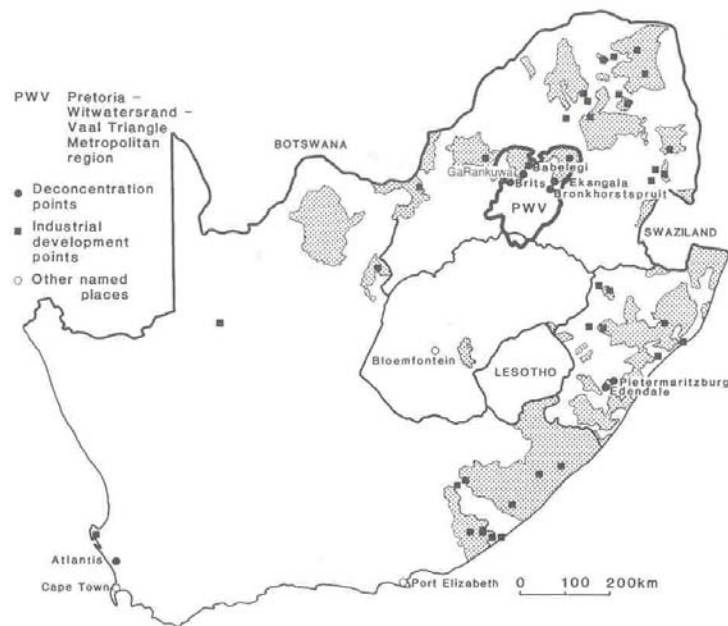 PWV Pretoria –
Witwatersrand –
Vaal Triangle
Metropolitan
region
Deconcentration
points
Industrial
development
points
Other named
places
BOTSWANA
GaRankuwa
Babelegi
Brits
Ekangala
Bronkhorstspruit
PWV
SWAZILAND
Bloemfontein
LESOTHO
Pietermaritzburg
Edendale
Atlantis
Cape Town
Port Elizabeth
0 100 200km